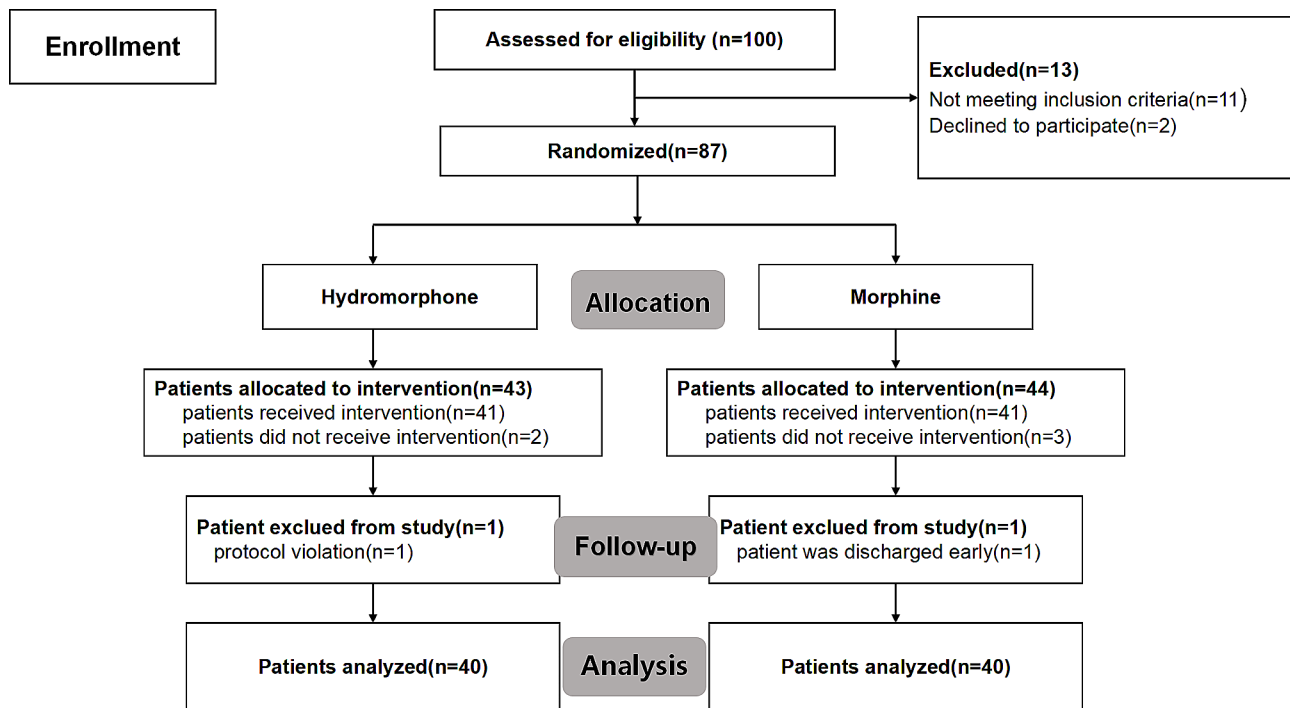 Enrollment
Assessed for eligibility (n=100)
Excluded(n=13)
Not meeting inclusion criteria(n=11)
Declined to participate(n=2)
Randomized(n=87)
Hydromorphone
Allocation
Morphine
Patients allocated to intervention(n=43)
patients received intervention(n=41)
patients did not receive intervention(n=2)
Patients allocated to intervention(n=44)
patients received intervention(n=41)
patients did not receive intervention(n=3)
Patient exclued from study(n=1)
protocol violation(n=1)
Follow-up
Patient exclued from study(n=1)
patient was discharged early(n=1)
Patients analyzed(n=40)
Analysis
Patients analyzed(n=40)